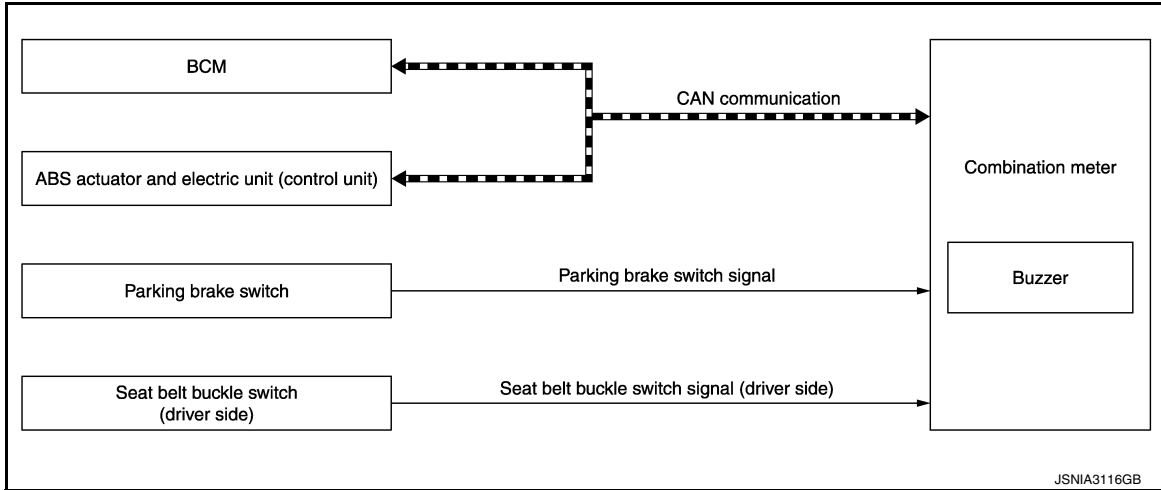 BCM
CAN communication
ABS actuator and electric unit (control unit)
Combination meter
Parking brake switch
Parking brake switch signal
Buzzer
Seat belt buckle switch
(driver side)
Seat belt buckle switch signal (driver side)
JSNIA3116GB